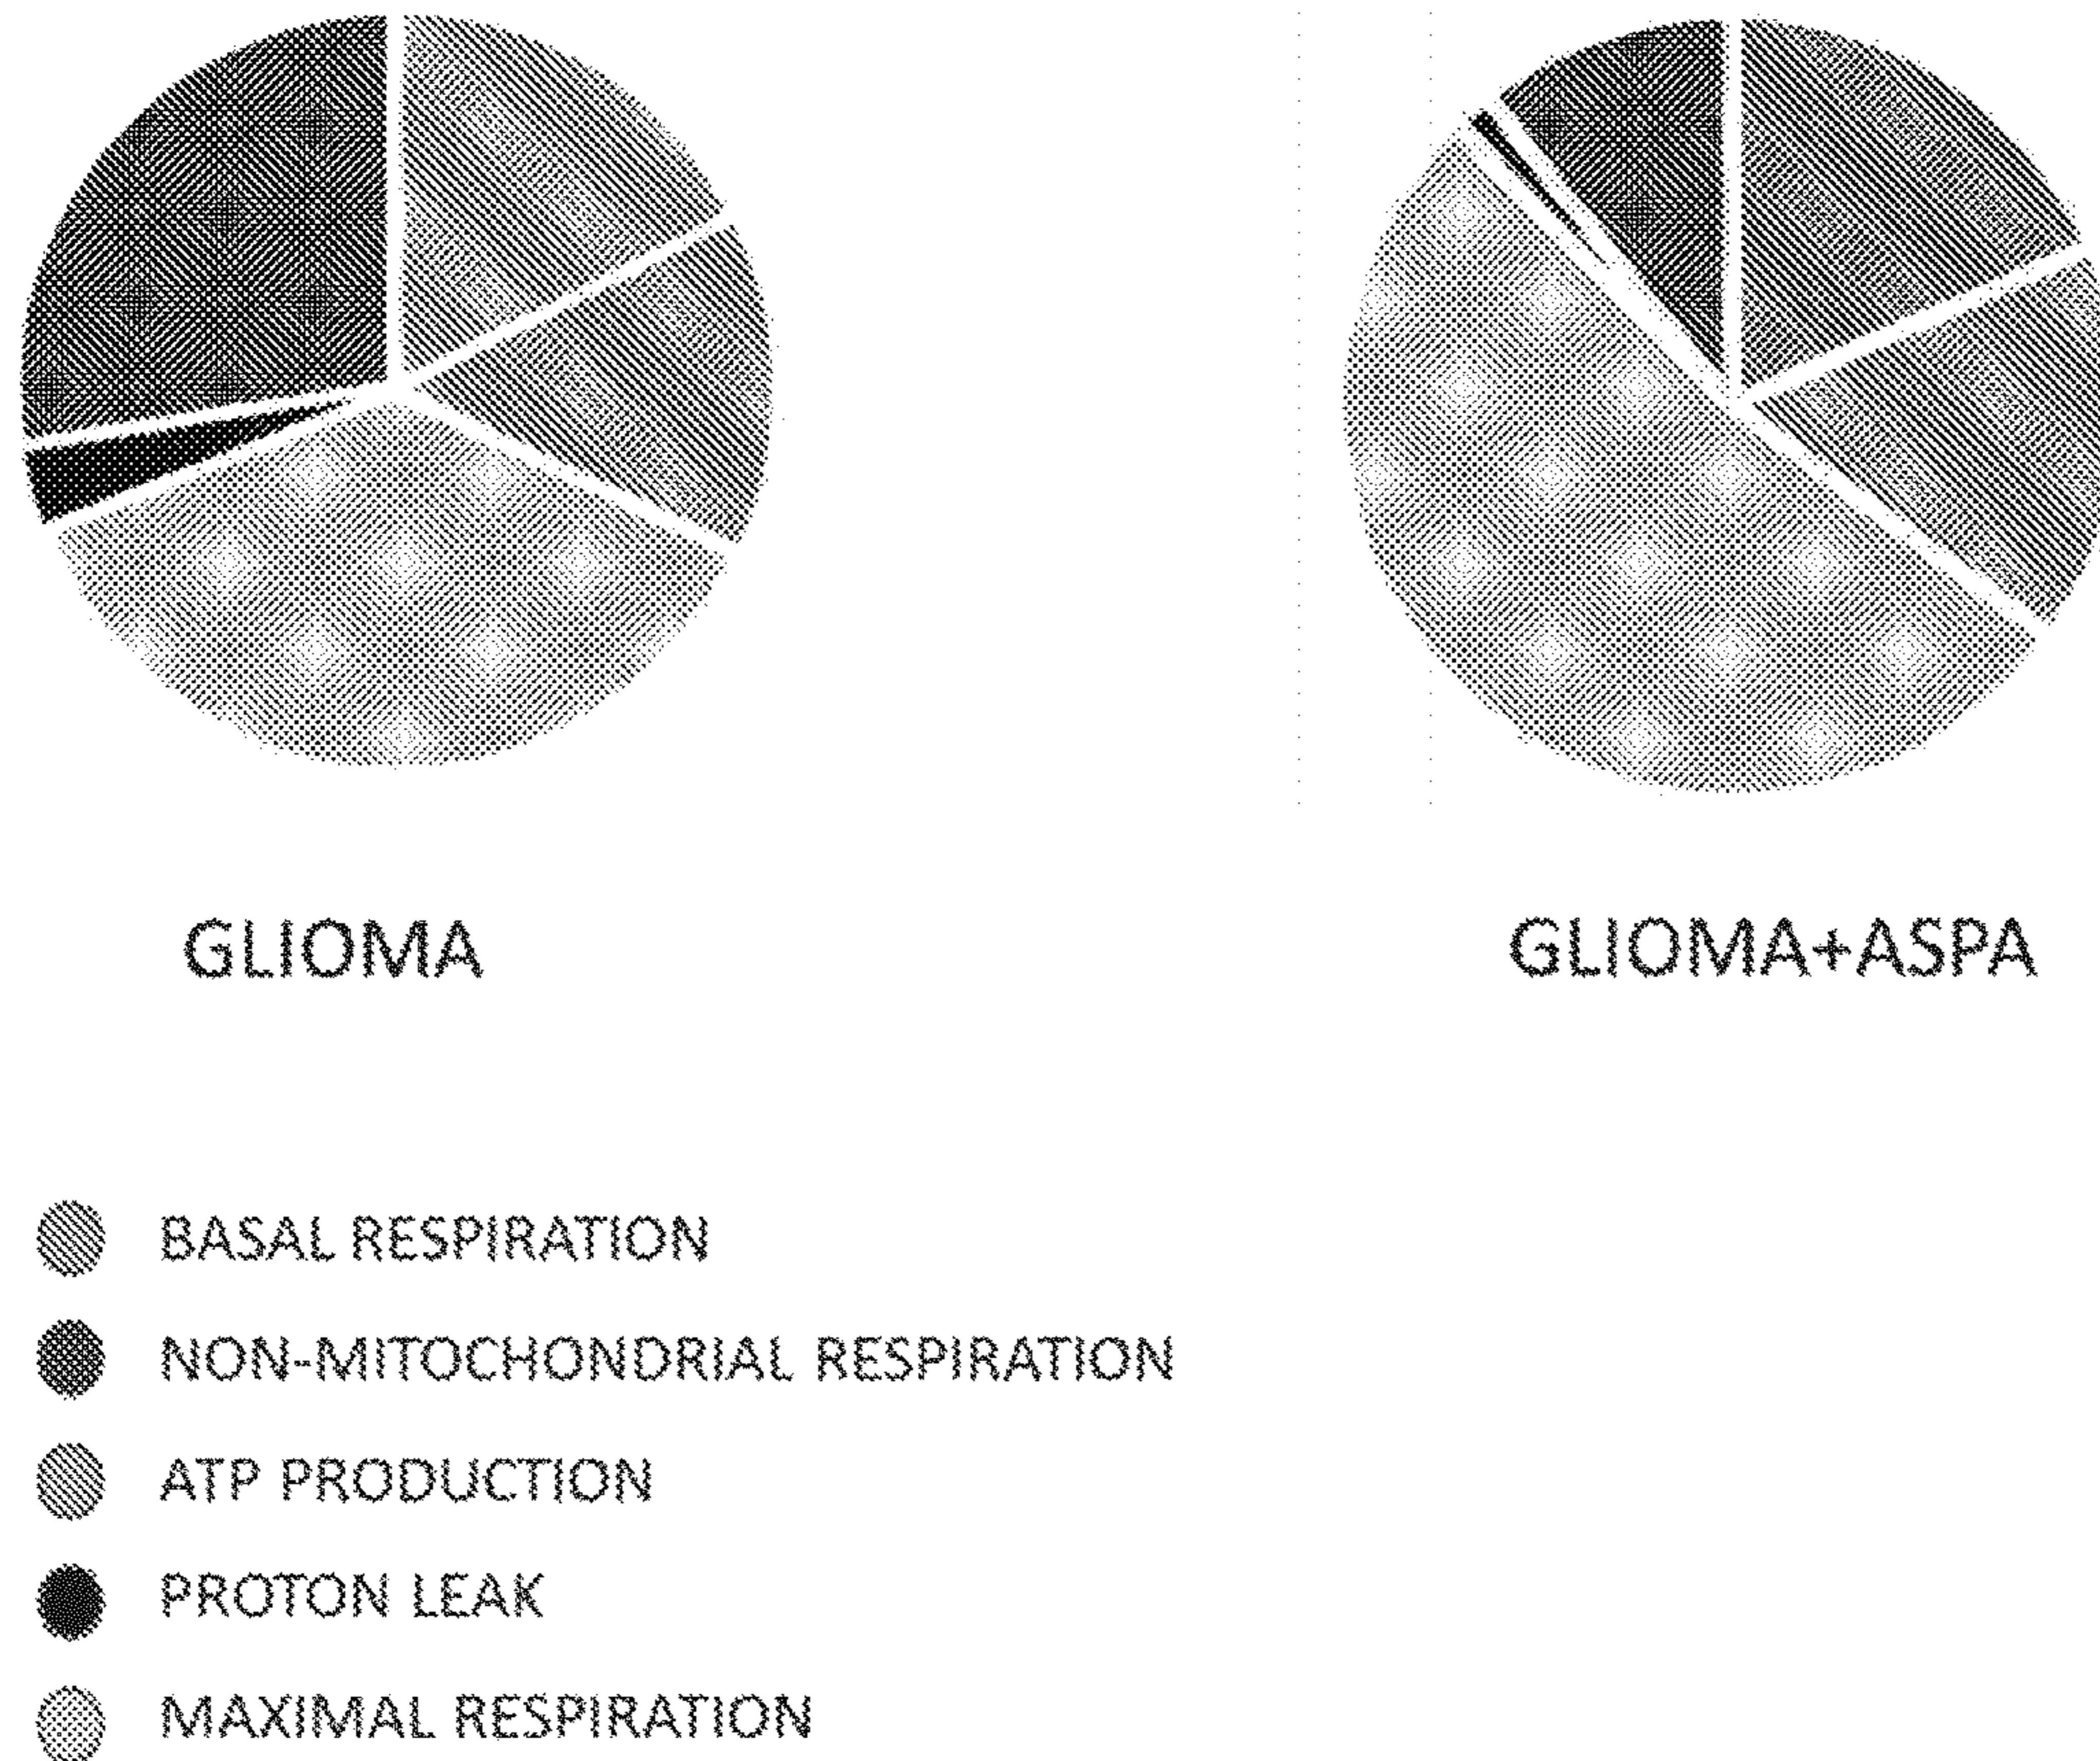 GLIOMA
GLIOMA+ASPA
BASAL RESPIRATION
NON-MITOCHONDRIAL RESPIRATION
ATP PRODUCTION
PROTON LEAK
MAXIMAL RESPIRATION